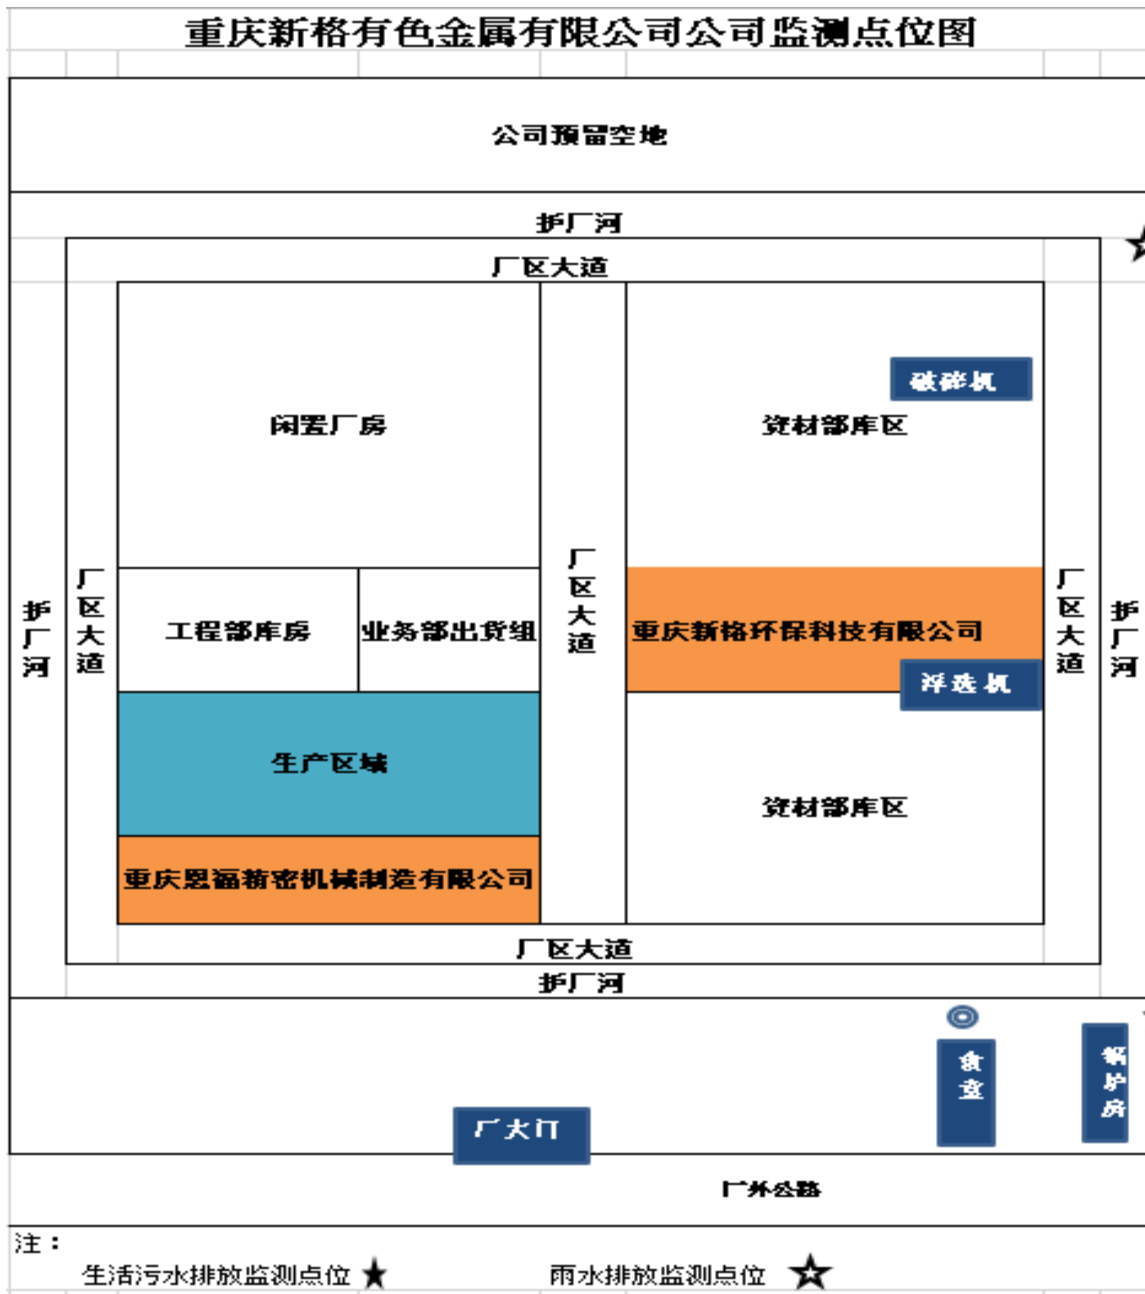 重庆新格有色金属有限公司公司监测点位图
公司预留空地
护厂河
厂区大道
破碎机
闲置厂房
资材部库区
护厂河
厂区大道
工程部库房
业务部出货组
厂区大道
重庆新格环保科技有限公司
厂区大道
护厂河
浮选机
生产区域
资材部库区
重庆恩福精密机械制造有限公司
厂区大道
护厂河
食堂
锅炉房
厂大门
厂外公路
注：
生活污水排放监测点位 ★ 雨水排放监测点位 ☆